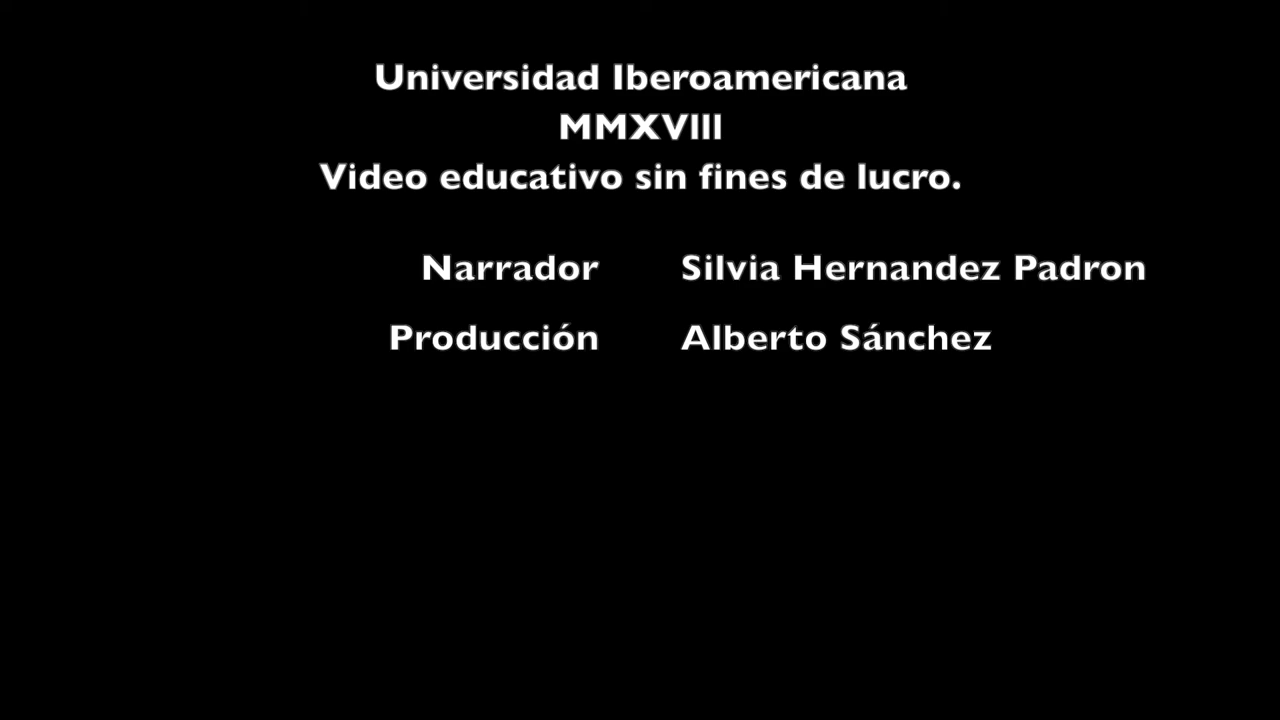 Universidad Iberoamericana
MMXVIII
Video educativo sin fines de lucro.
Narrador Silvia Hernandez Padron
Producción Alberto Sánchez